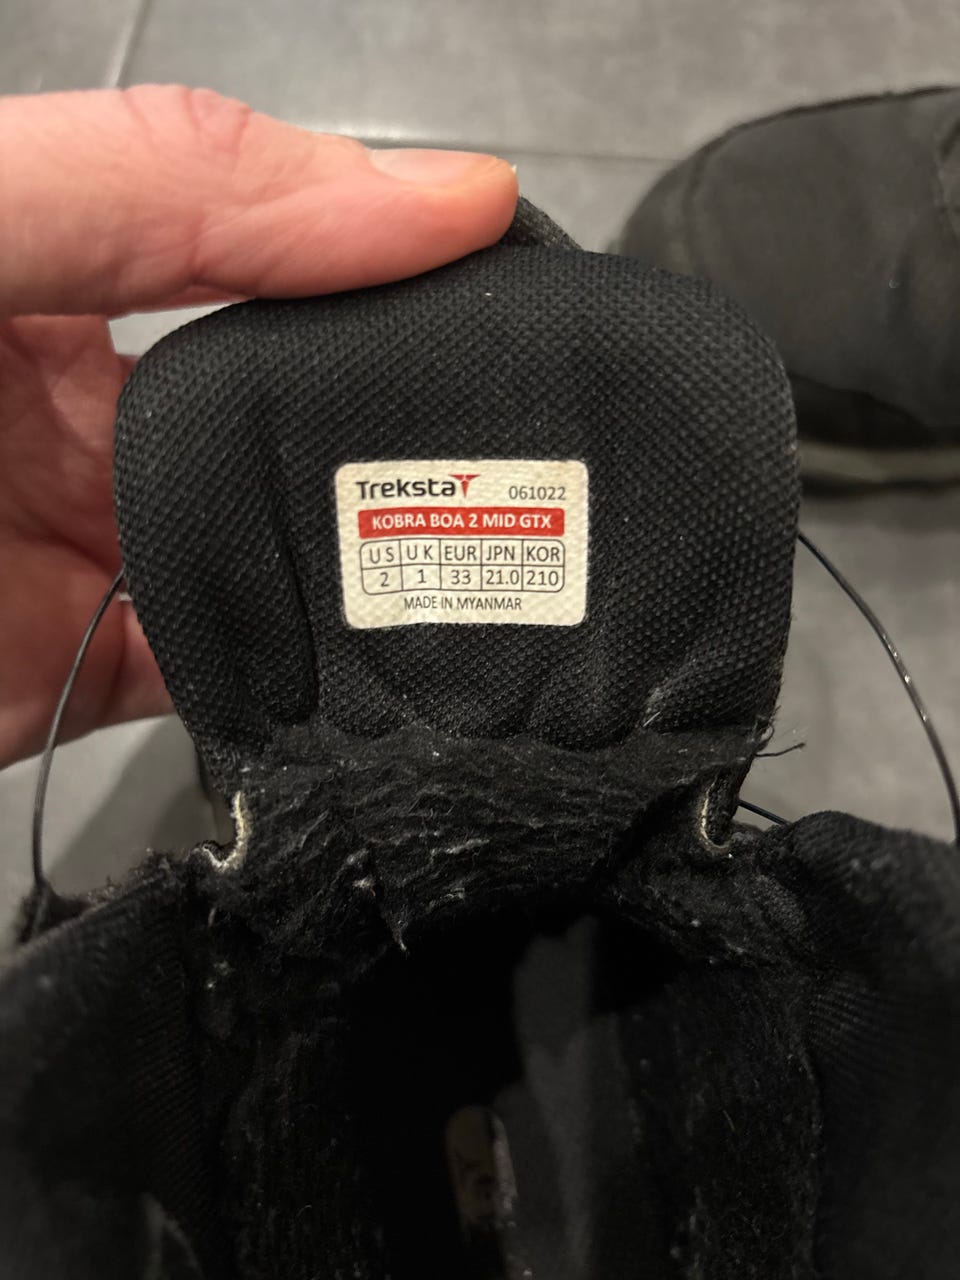 Treksta 061022
KOBRA BOA 2 MID GTX
US UK EUR JPN KOR
2 1 33 21.0 210
MADE IN MYANMAR